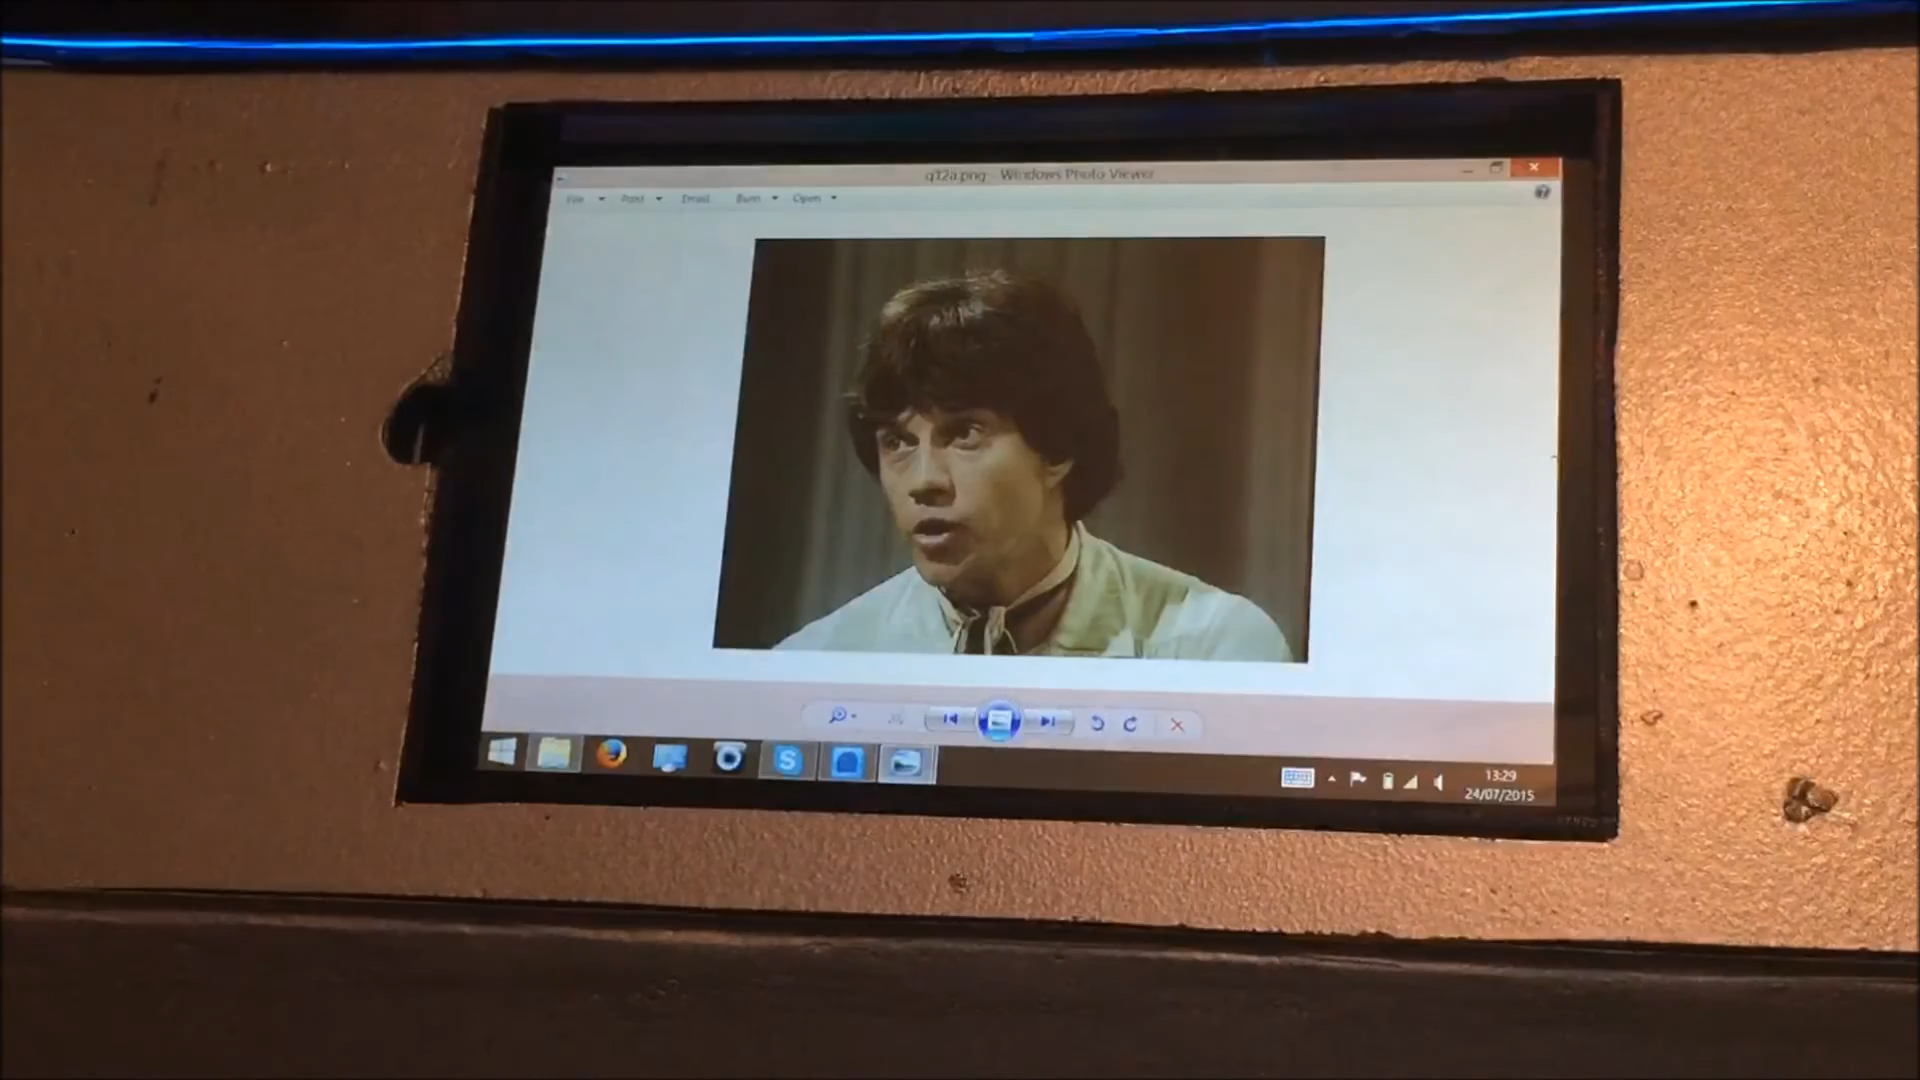 q12a.png - Windows Photo Viewer
File Print Email Burn Open
S
13:29
24/07/2015